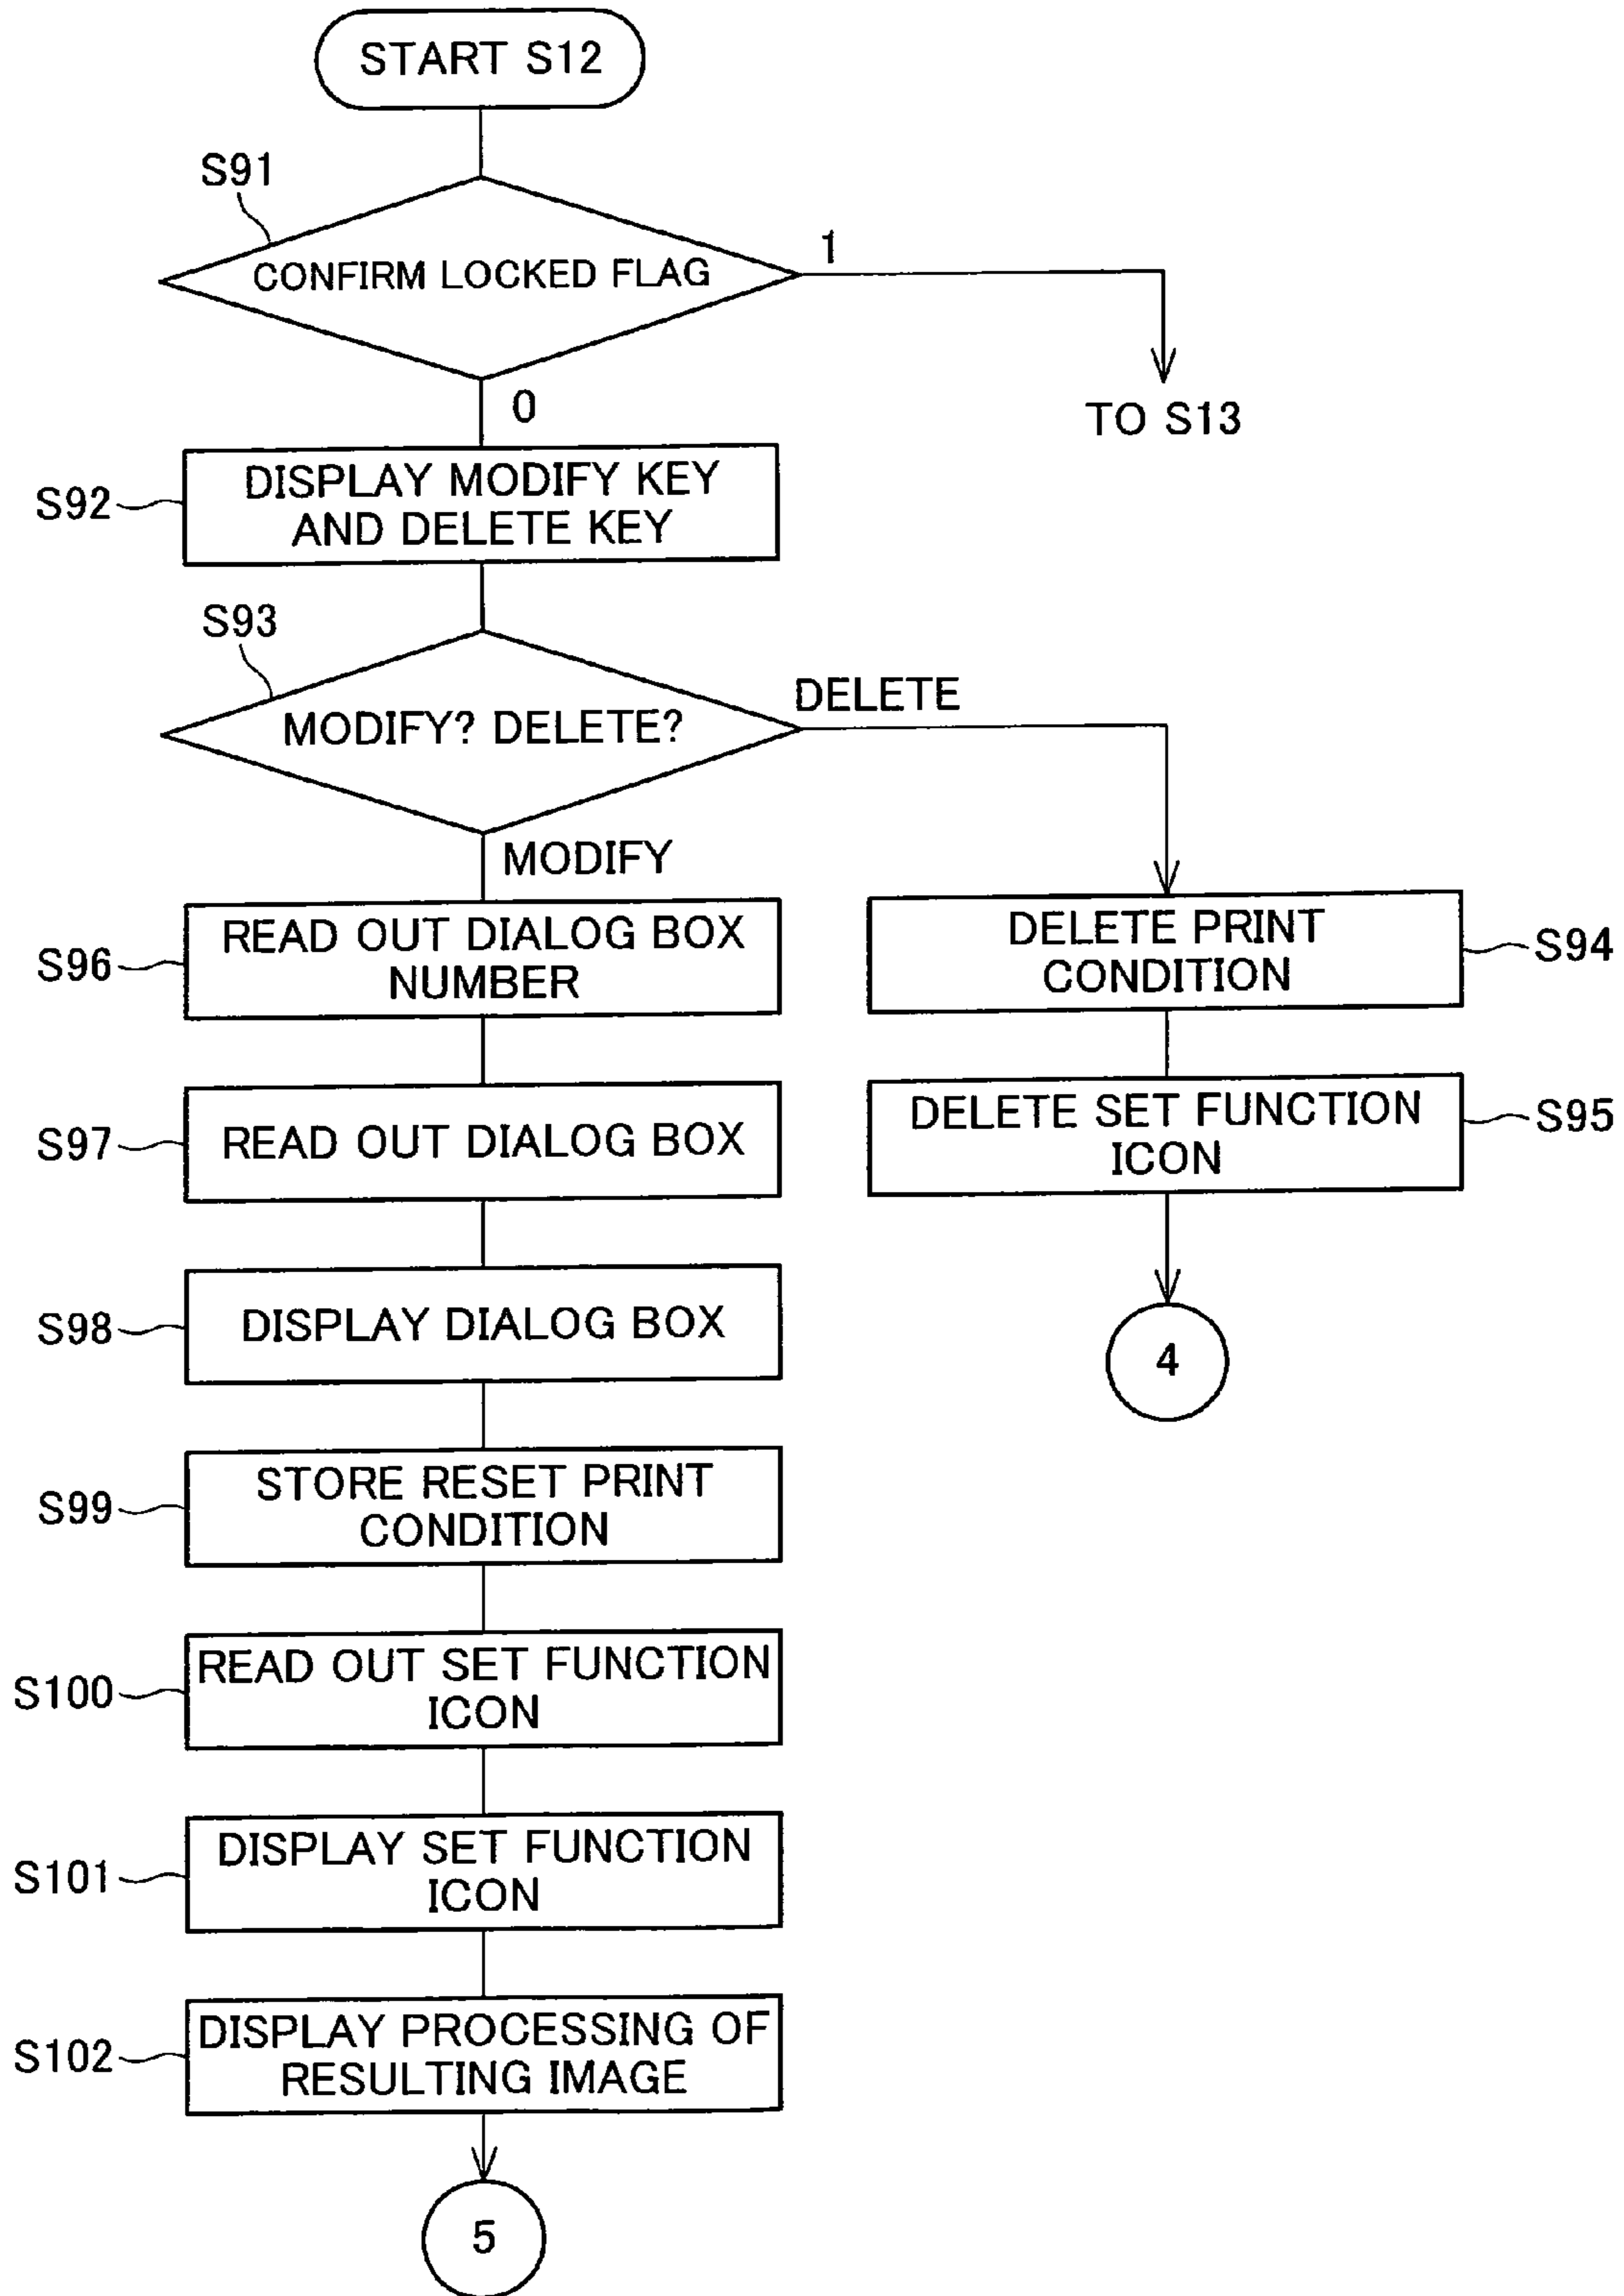 START S12
S91
CONFIRM LOCKED FLAG
1
TO S13
0
S92
DISPLAY MODIFY KEY
AND DELETE KEY
S93
MODIFY? DELETE?
DELETE
MODIFY
S96
READ OUT DIALOG BOX
NUMBER
DELETE PRINT
CONDITION
S94
S97
READ OUT DIALOG BOX
DELETE SET FUNCTION
ICON
S95
S98
DISPLAY DIALOG BOX
4
S99
STORE RESET PRINT
CONDITION
S100
READ OUT SET FUNCTION
ICON
S101
DISPLAY SET FUNCTION
ICON
S102
DISPLAY PROCESSING OF
RESULTING IMAGE
5